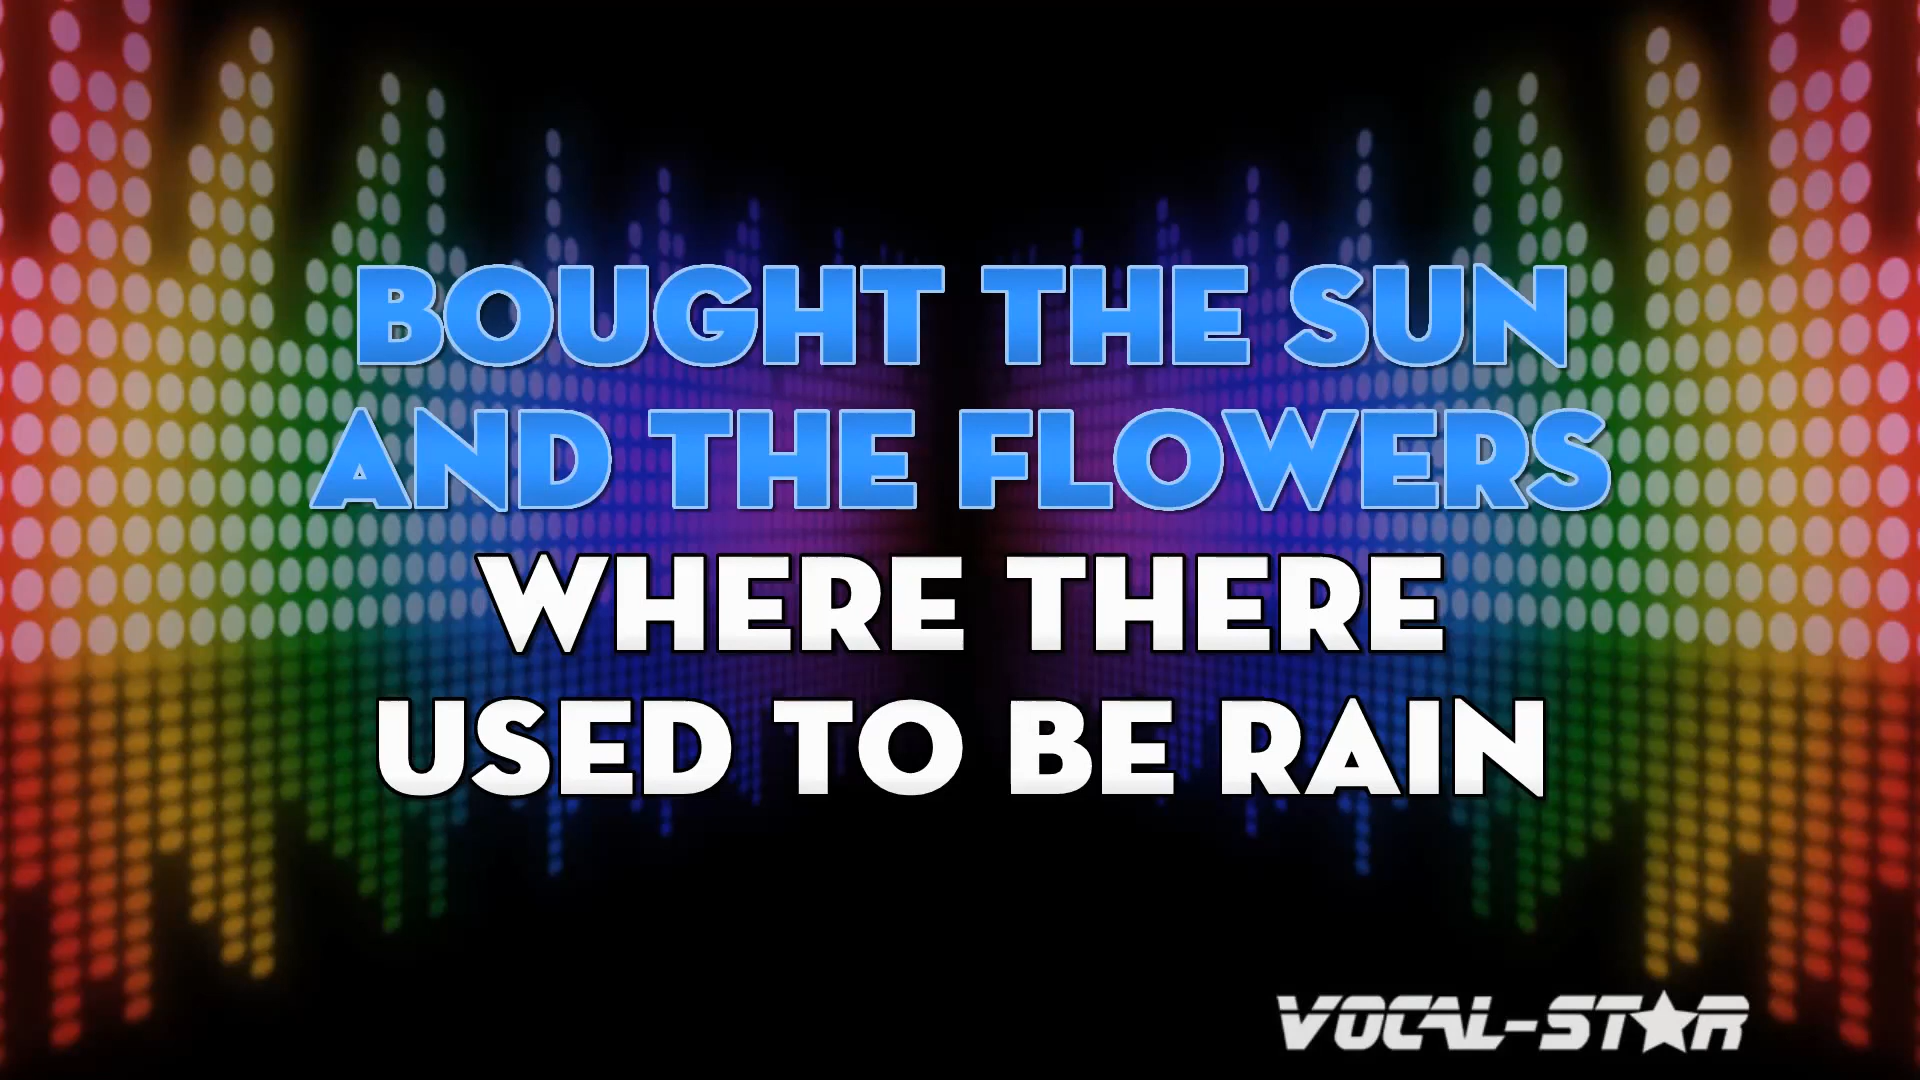 BOUGHT THE SUN
AND THE FLOWERS
WHERE THERE
USED TO BE RAIN
VOCAL-STAR